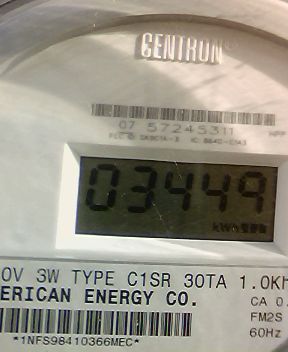 CENTRON®
07 57245311
03449
kWh
0V 3W TYPE C1SR 30TA 1.0Kh
ERICAN ENERGY CO.
CA 0.
FM2S
60Hz
*1NFS98410366MEC*